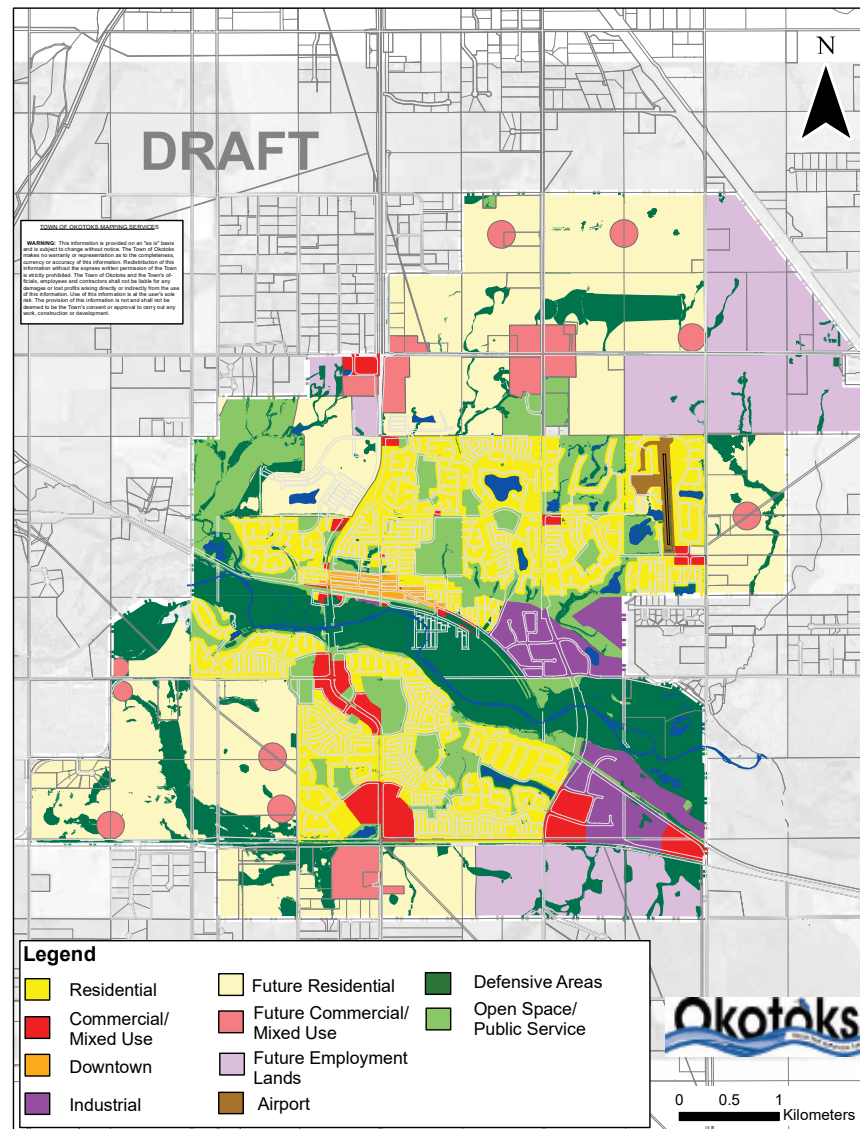 N
DRAFT
TOWN OF OKOTOKS MAPPING SERVICES
WARNING: This information is provided on an "as is" basis
and is subject to change without notice. The Town of Okotoks
makes no warranty or representation as to the completeness,
currency or accuracy of this information. Redistribution of this
information without the express written permission of the Town
is strictly prohibited. The Town of Okotoks and the Town's of-
ficials, employees and contractors shall not be liable for any
damages or lost profits arising directly or indirectly from the use
of this information. Use of this information is at the user's sole
risk. The provision of this information is not and shall not be
deemed to be the Town's consent or approval to carry out any
work, construction or development.
Legend
Residential
Commercial/
Mixed Use
Downtown
Industrial
Future Residential
Future Commercial/
Mixed Use
Future Employment
Lands
Airport
Defensive Areas
Open Space/
Public Service
Okotoks
0 0.5 1
Kilometers